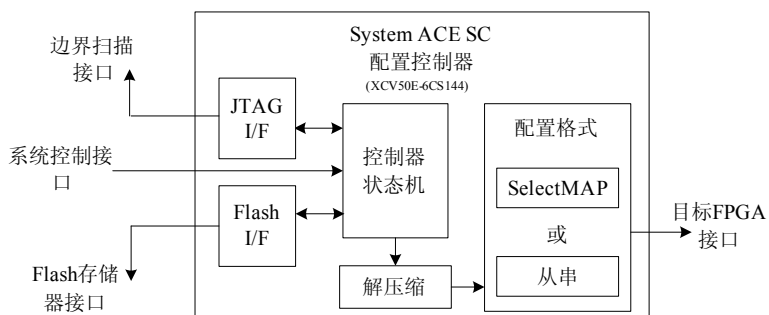 System ACE SC
配置控制器
(XCV50E-6CS144)
边界扫描
接口
JTAG
I/F
系统控制接
口
控制器
状态机
Flash
I/F
Flash存储
器接口
解压缩
配置格式
SelectMAP
或
从串
目标FPGA
接口